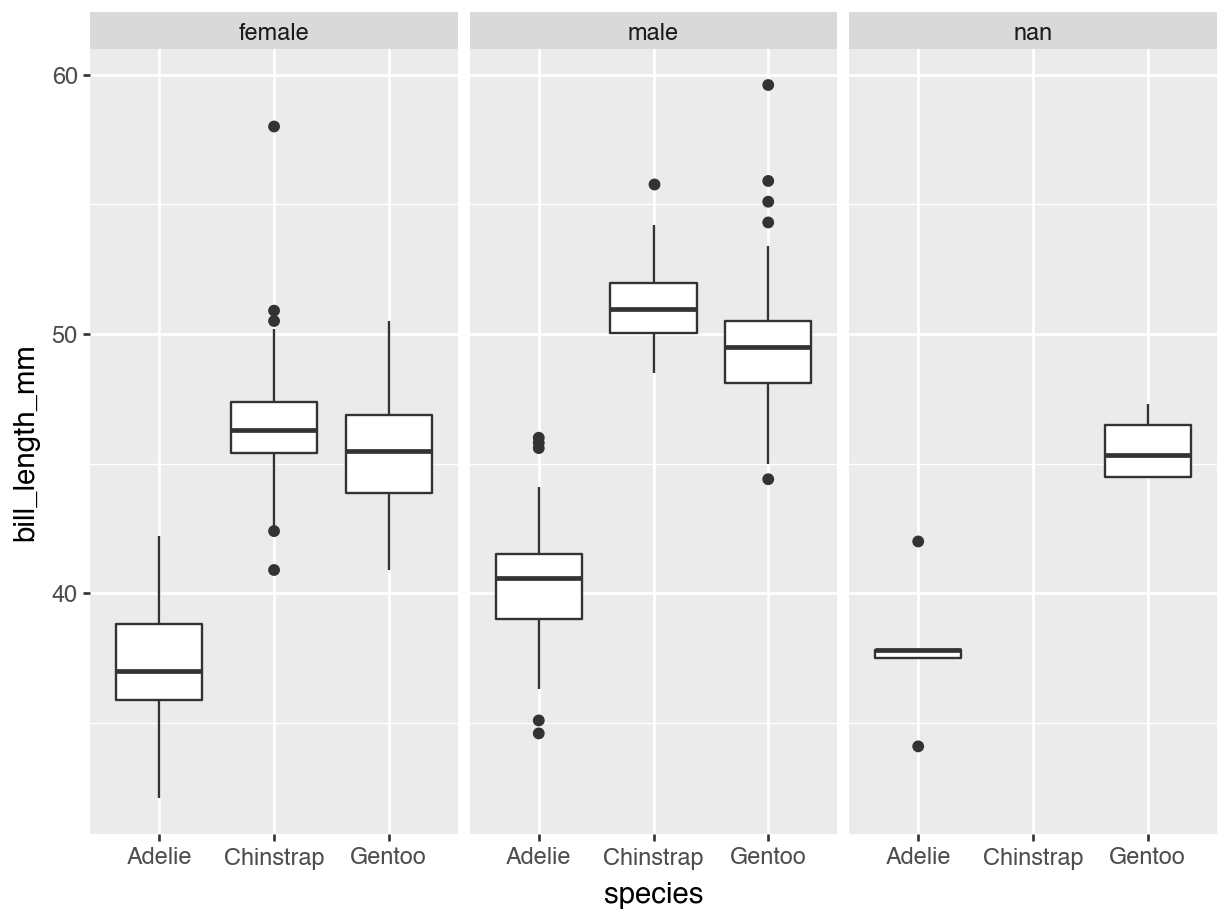 female male nan
60
50
40
bill_length_mm
Adelie Chinstrap Gentoo Adelie Chinstrap Gentoo Adelie Chinstrap Gentoo
species